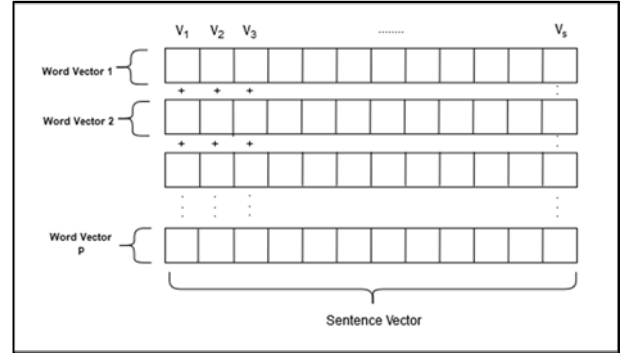 V1 V2 V3 ........ Vs
Word Vector 1
+ + +
Word Vector 2
+ + +
Word Vector
p
Sentence Vector